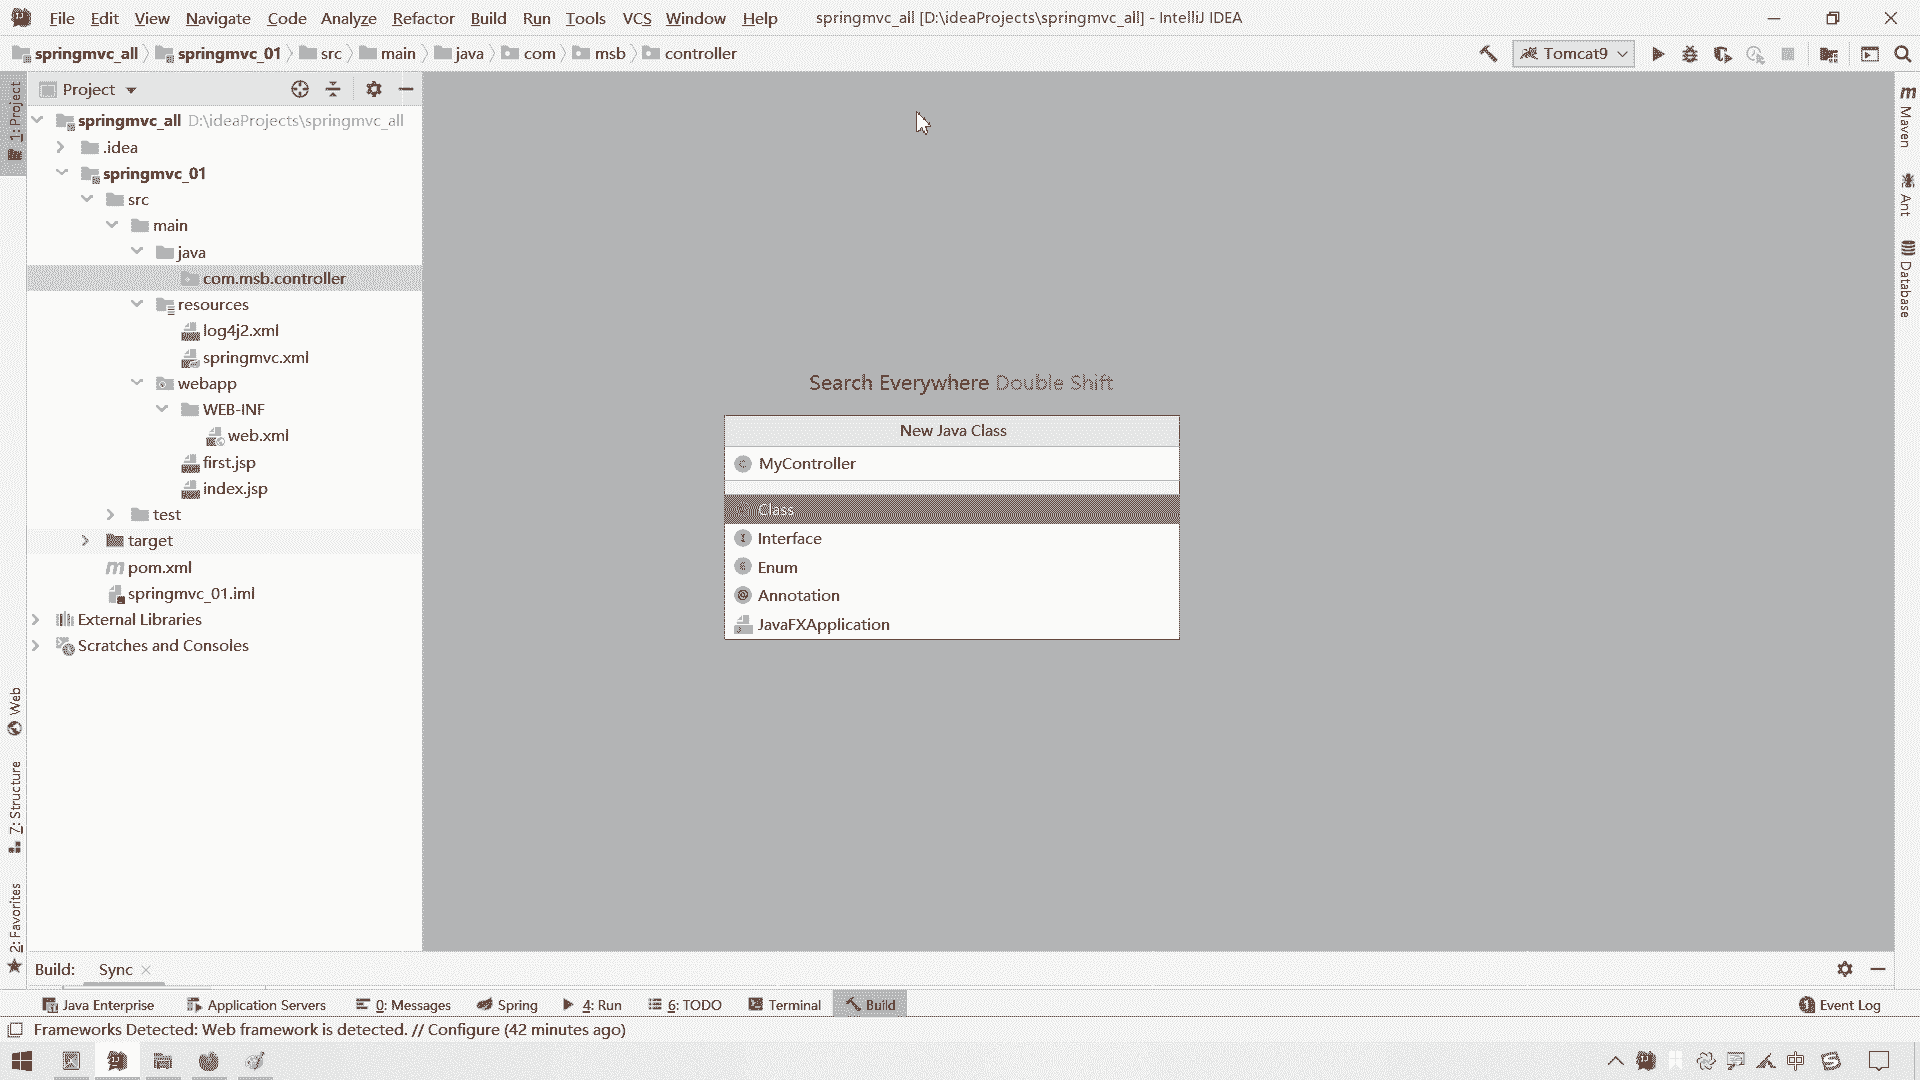 File Edit View Navigate Code Analyze Refactor Build Run Tools VCS Window Help springmvc_all [D:\ideaProjects\springmvc_all] - IntelliJ IDEA
springmvc_all springmvc_01 src main java com msb controller Tomcat9
Project
springmvc_all D:\ideaProjects\springmvc_all
.idea
springmvc_01
src
main
java
com.msb.controller
resources
log4j2.xml
springmvc.xml
webapp
WEB-INF
web.xml
first.jsp
index.jsp
test
target
pom.xml
springmvc_01.iml
External Libraries
Scratches and Consoles
1: Project
Web
7: Structure
2: Favorites
Search Everywhere Double Shift
New Java Class
MyController
Class
Interface
Enum
Annotation
JavaFXApplication
Maven
Ant
Database
Build: Sync
Java Enterprise Application Servers 0: Messages Spring 4: Run 6: TODO Terminal Build Event Log
Frameworks Detected: Web framework is detected. // Configure (42 minutes ago)
中